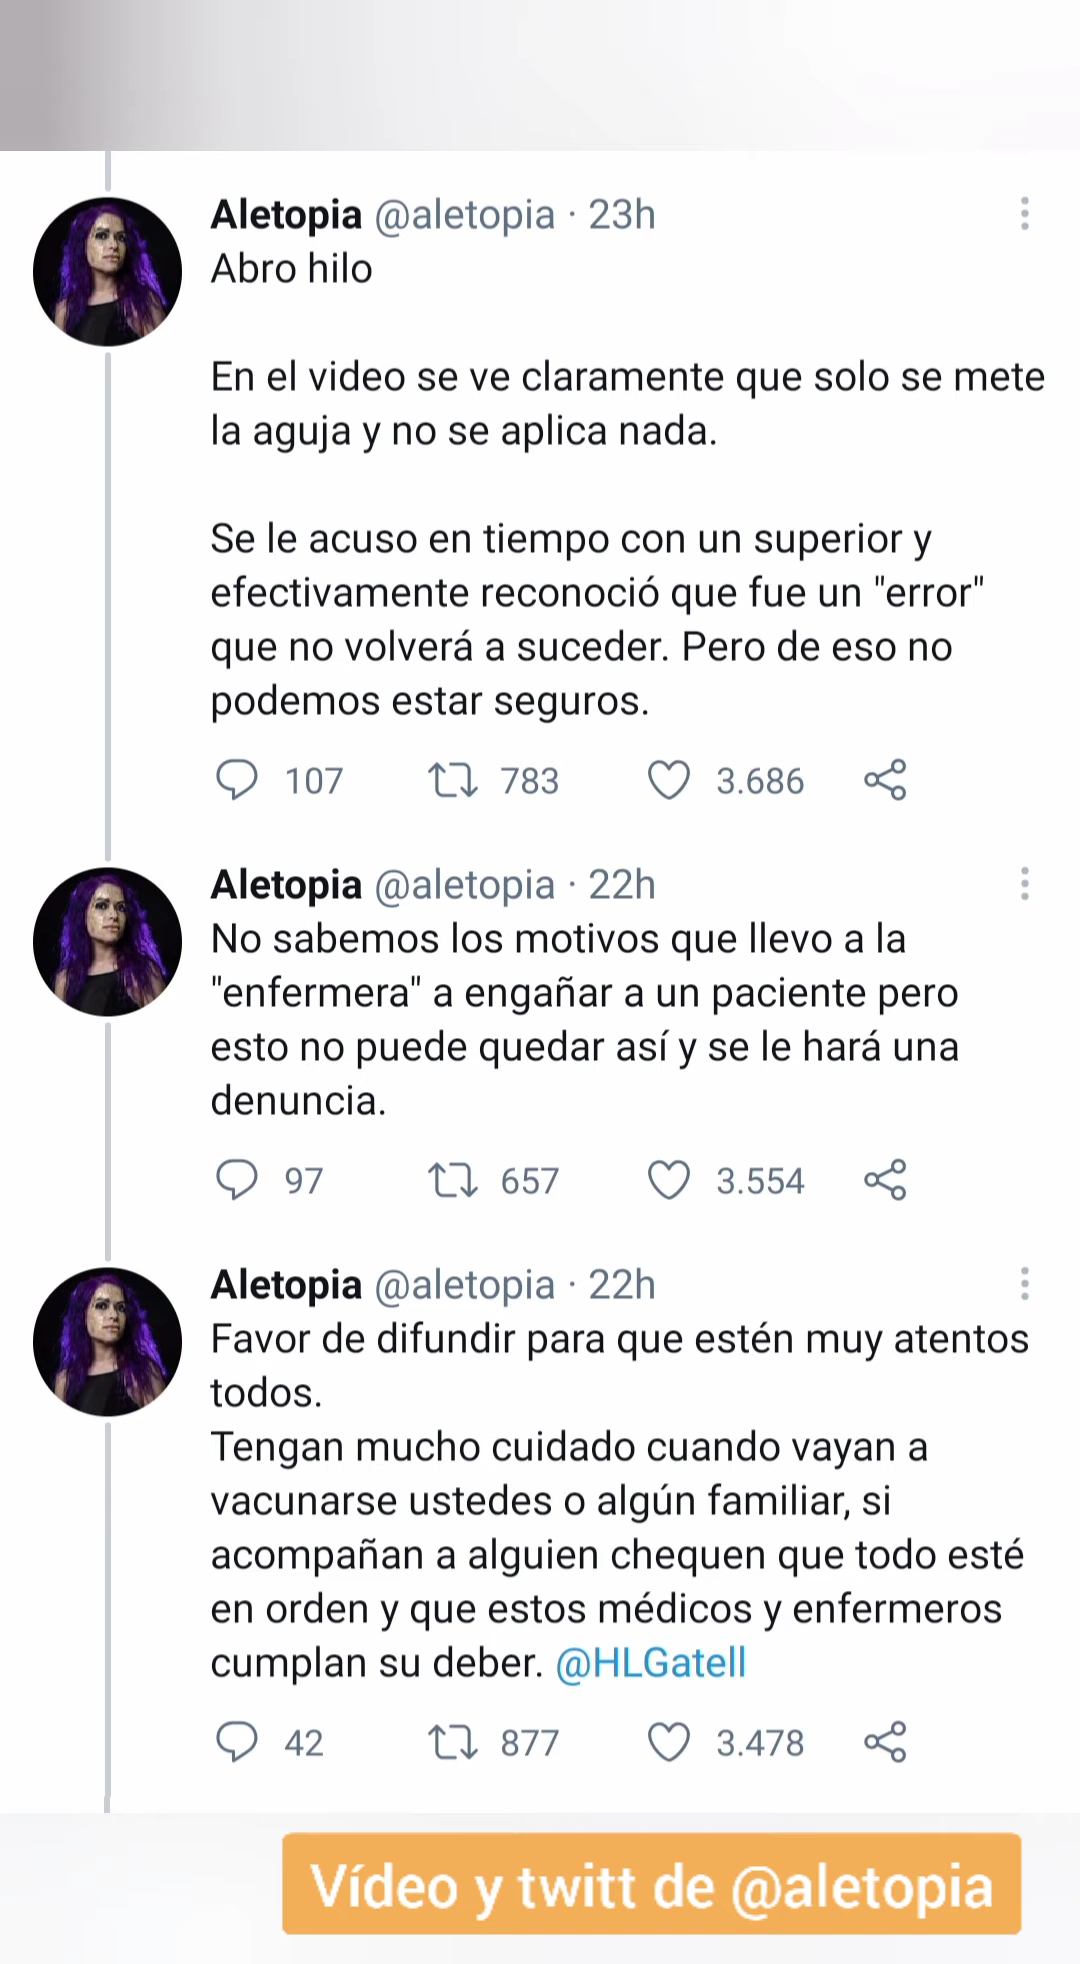 Aletopia @aletopia · 23h
Abro hilo
En el video se ve claramente que solo se mete
la aguja y no se aplica nada.
Se le acuso en tiempo con un superior y
efectivamente reconoció que fue un "error"
que no volverá a suceder. Pero de eso no
podemos estar seguros.
107 783 3.686
Aletopia @aletopia · 22h
No sabemos los motivos que llevo a la
"enfermera" a engañar a un paciente pero
esto no puede quedar así y se le hará una
denuncia.
97 657 3.554
Aletopia @aletopia · 22h
Favor de difundir para que estén muy atentos
todos.
Tengan mucho cuidado cuando vayan a
vacunarse ustedes o algún familiar, si
acompañan a alguien chequen que todo esté
en orden y que estos médicos y enfermeros
cumplan su deber. @HLGatell
42 877 3.478
Vídeo y twitt de @aletopia